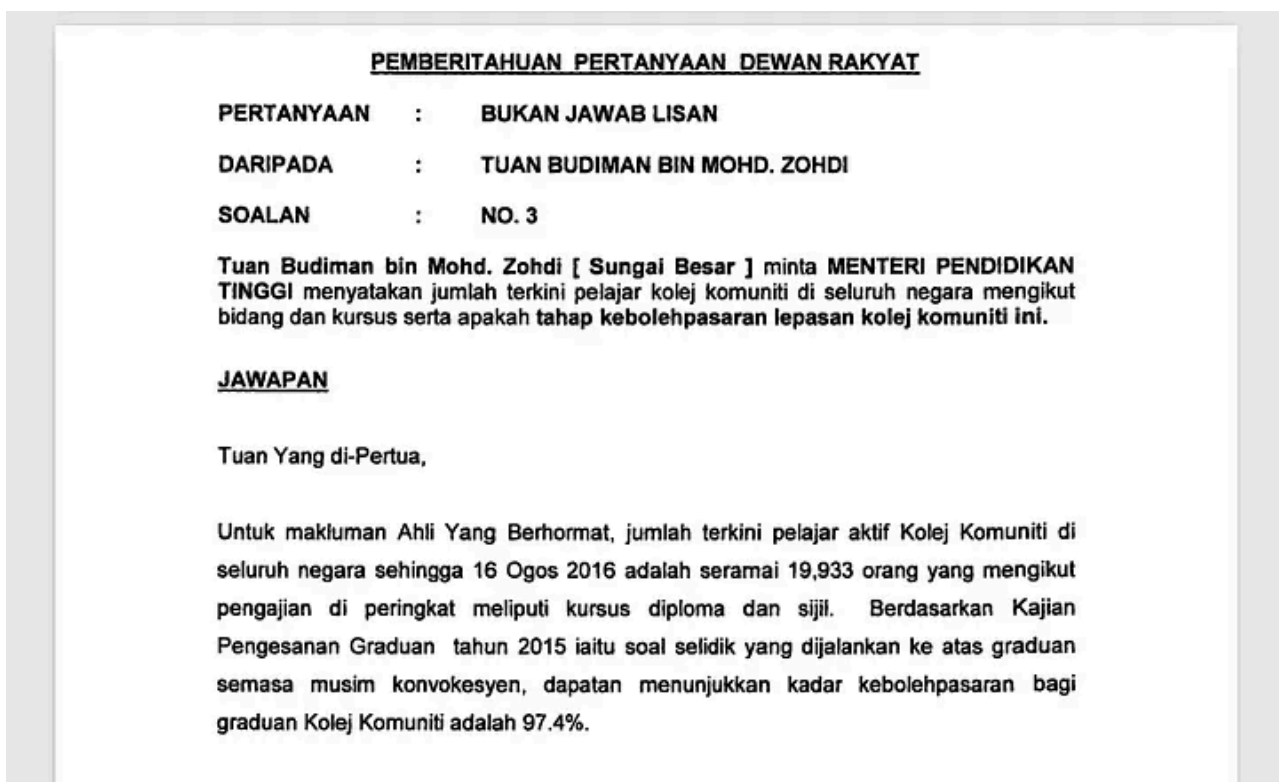 PEMBERITAHUAN PERTANYAAN DEWAN RAKYAT
PERTANYAAN : BUKAN JAWAB LISAN
DARIPADA : TUAN BUDIMAN BIN MOHD. ZOHDI
SOALAN : NO. 3
Tuan Budiman bin Mohd. Zohdi [ Sungai Besar ] minta MENTERI PENDIDIKAN
TINGGI menyatakan jumlah terkini pelajar kolej komuniti di seluruh negara mengikut
bidang dan kursus serta apakah tahap kebolehpasaran lepasan kolej komuniti ini.
JAWAPAN
Tuan Yang di-Pertua,
Untuk makluman Ahli Yang Berhormat, jumlah terkini pelajar aktif Kolej Komuniti di
seluruh negara sehingga 16 Ogos 2016 adalah seramai 19,933 orang yang mengikut
pengajian di peringkat meliputi kursus diploma dan sijil. Berdasarkan Kajian
Pengesanan Graduan tahun 2015 iaitu soal selidik yang dijalankan ke atas graduan
semasa musim konvokesyen, dapatan menunjukkan kadar kebolehpasaran bagi
graduan Kolej Komuniti adalah 97.4%.